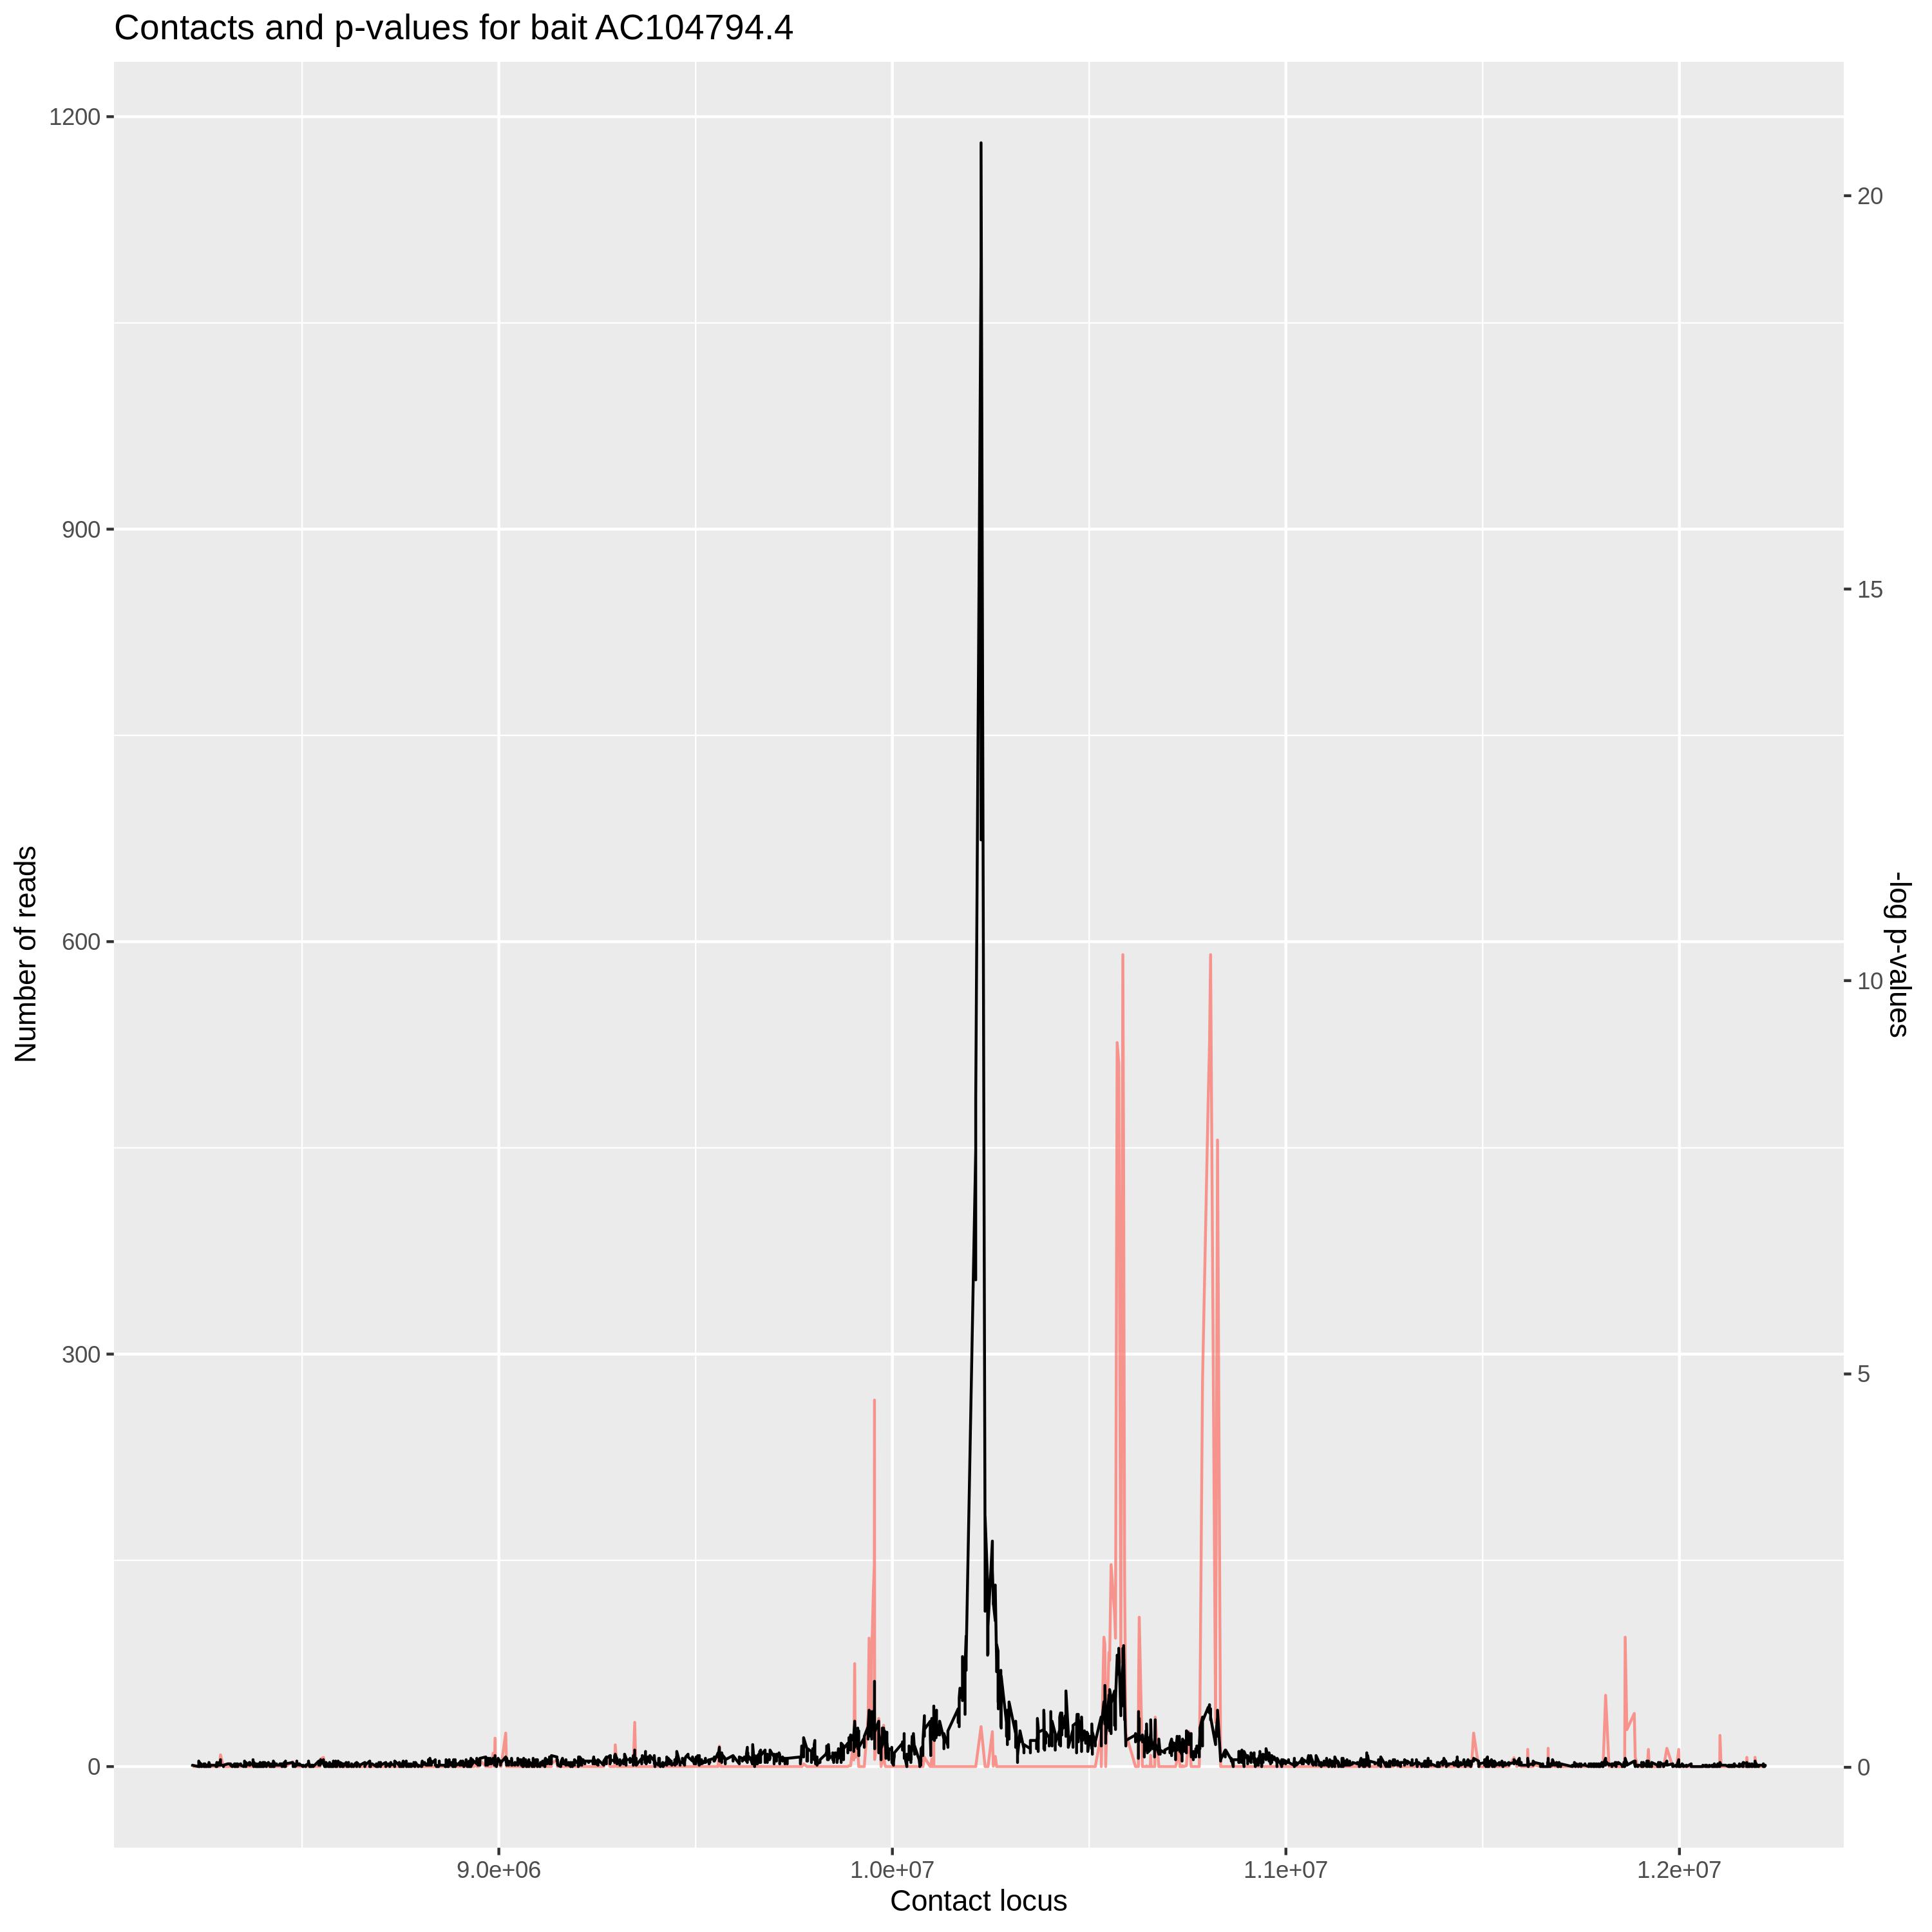 Contacts and p-values for bait AC104794.4
1200
900
600
300
0
Number of reads
20
15
10
5
0
-log p-values
9.0e+06
1.0e+07
1.1e+07
1.2e+07
Contact locus